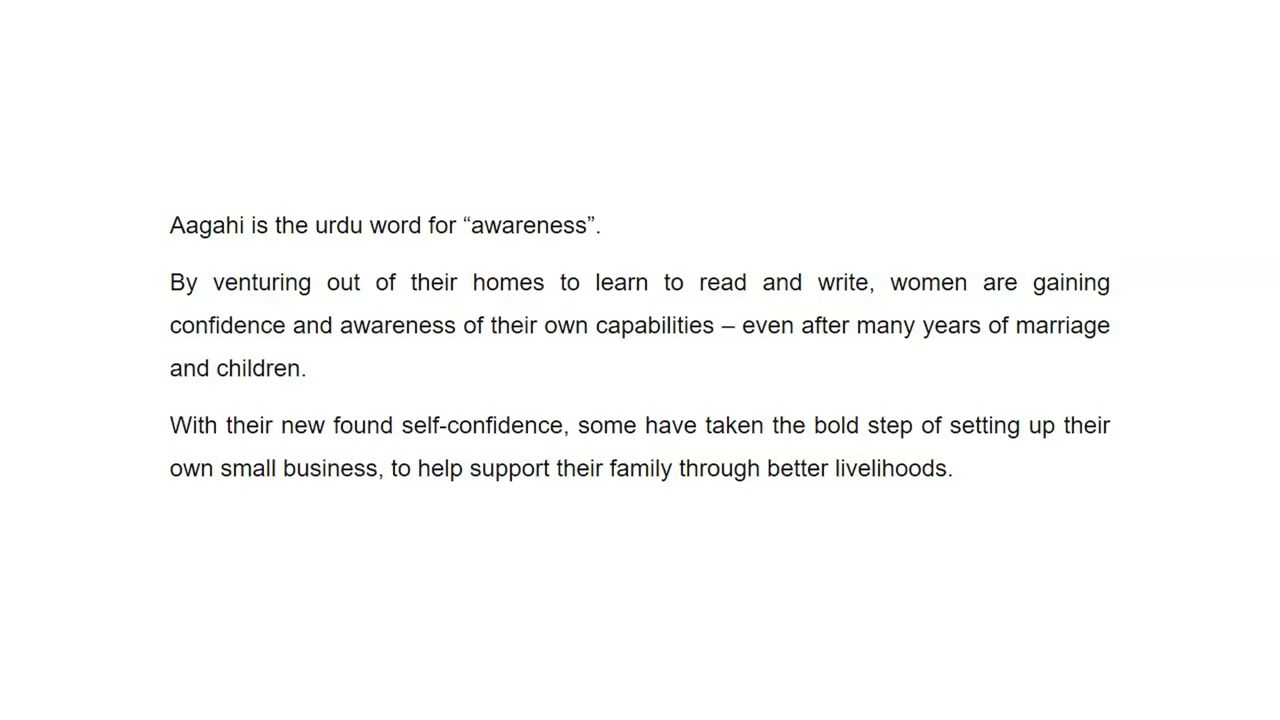 Aagahi is the urdu word for “awareness”.
By venturing out of their homes to learn to read and write, women are gaining
confidence and awareness of their own capabilities – even after many years of marriage
and children.
With their new found self-confidence, some have taken the bold step of setting up their
own small business, to help support their family through better livelihoods.